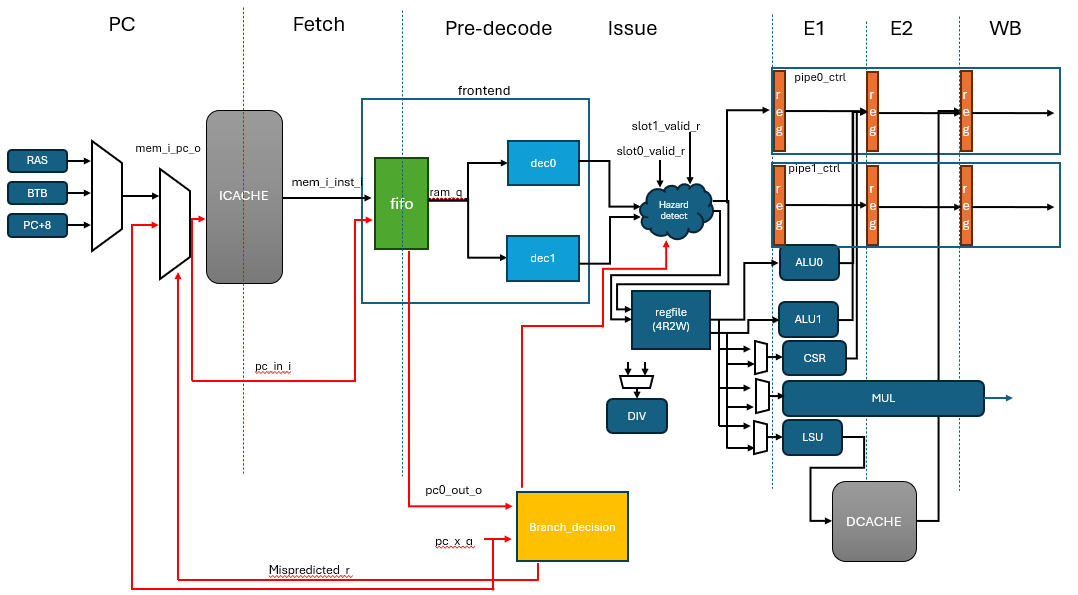 PC
Fetch
Pre-decode
Issue
E1
E2
WB
frontend
pipe0_ctrl
reg
reg
reg
slot1_valid_r
slot0_valid_r
mem_i_pc_o
RAS
BTB
PC+8
ICACHE
mem_i_inst_i
fifo
ram_q
dec0
dec1
Hazard
detect
pipe1_ctrl
reg
reg
reg
ALU0
regfile
(4R2W)
ALU1
CSR
pc_in_i
MUL
DIV
LSU
pc0_out_o
DCACHE
Branch_decision
pc_x_q
Mispredicted_r